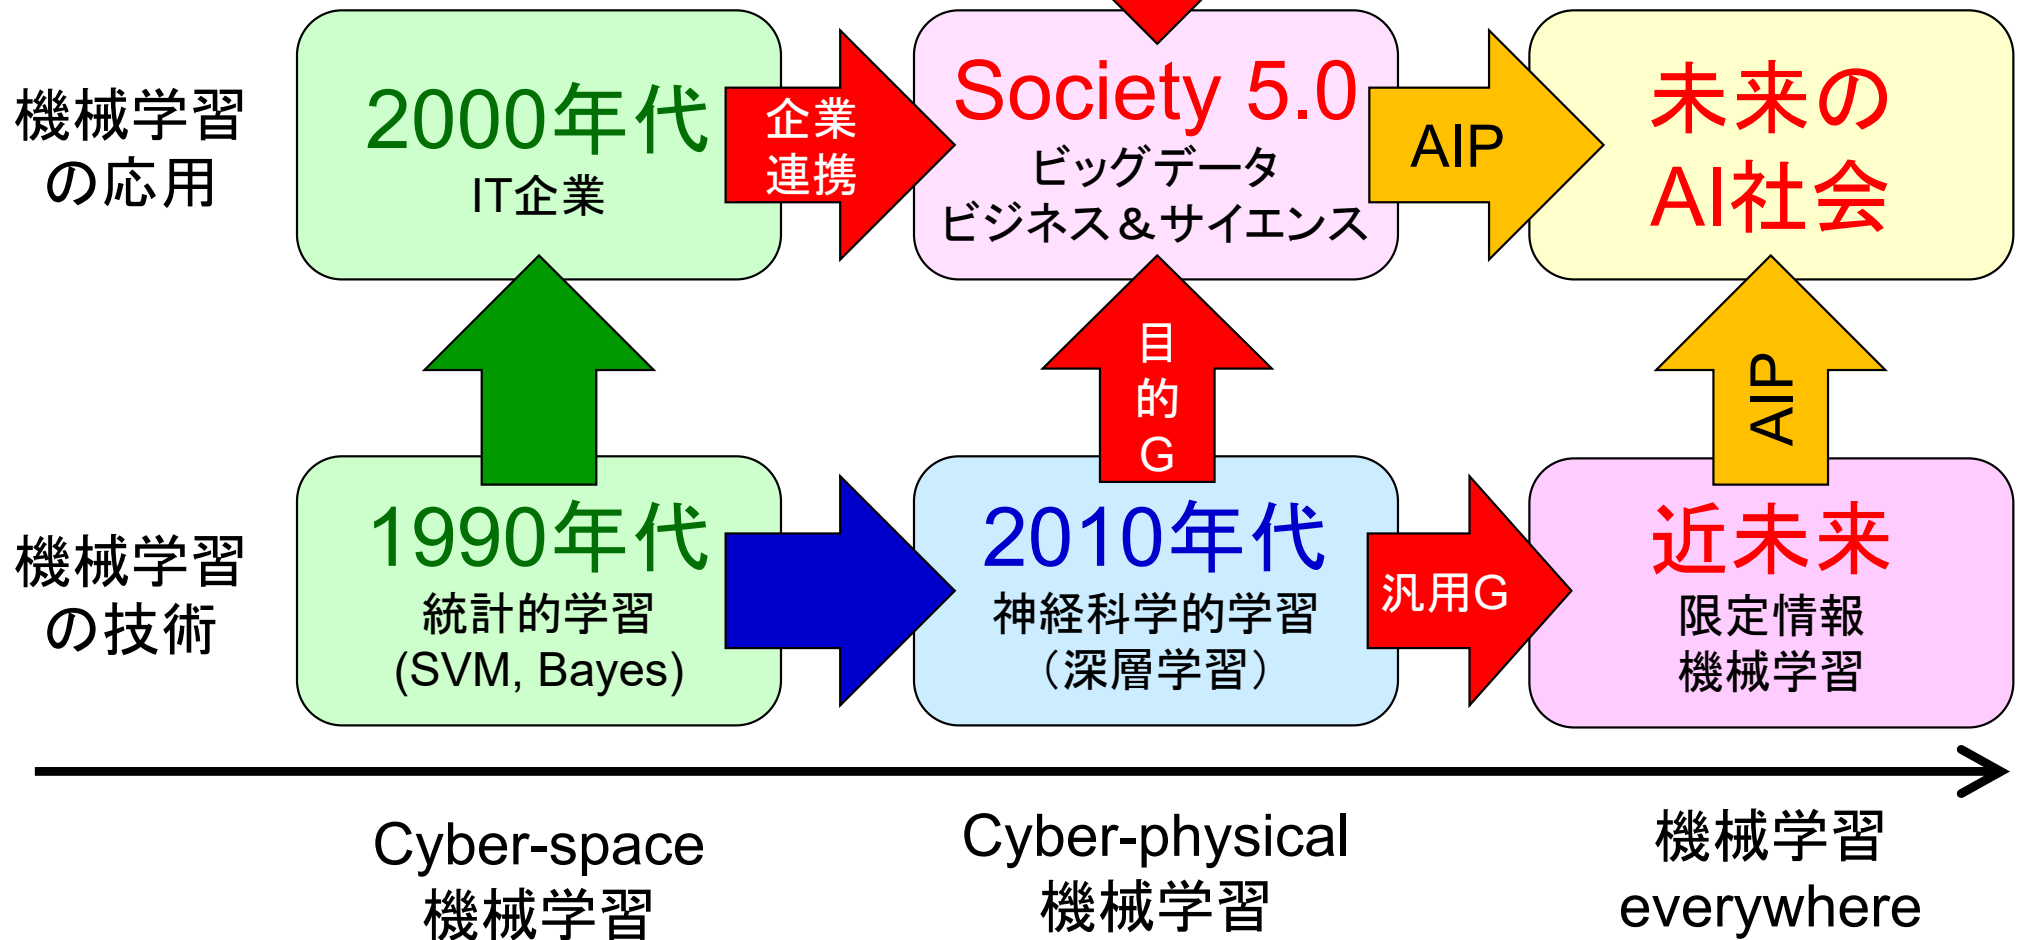 機械学習
の応用
2000年代
IT企業
企業
連携
Society 5.0
ビッグデータ
ビジネス＆サイエンス
AIP
未来の
AI社会
目
的
G
AIP
機械学習
の技術
1990年代
統計的学習
(SVM, Bayes)
2010年代
神経科学的学習
（深層学習）
汎用G
近未来
限定情報
機械学習
Cyber-space
機械学習
Cyber-physical
機械学習
機械学習
everywhere